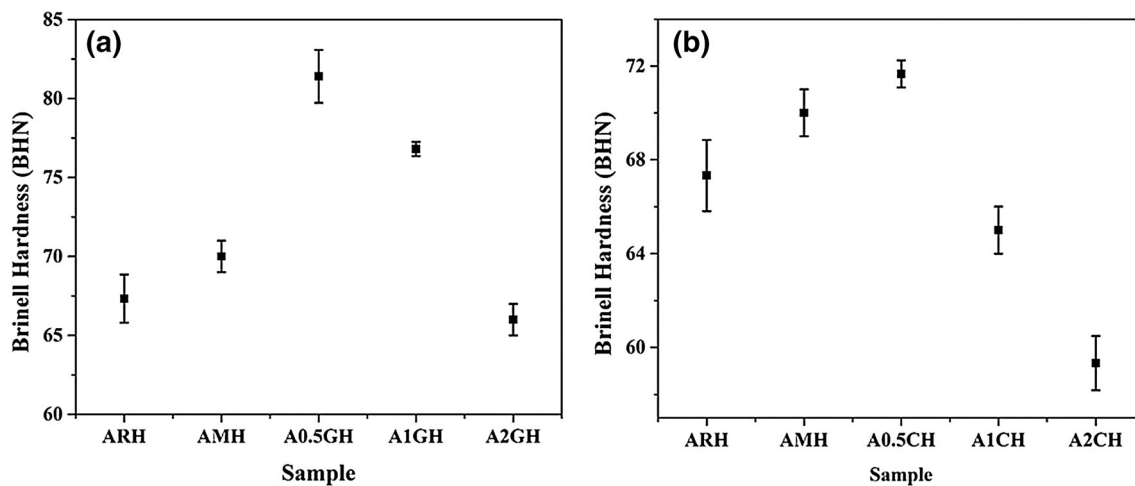 (a)
Brinell Hardness (BHN)
85
80
75
70
65
60
ARH AMH A0.5GH A1GH A2GH
Sample
(b)
Brinell Hardness (BHN)
72
68
64
60
ARH AMH A0.5CH A1CH A2CH
Sample